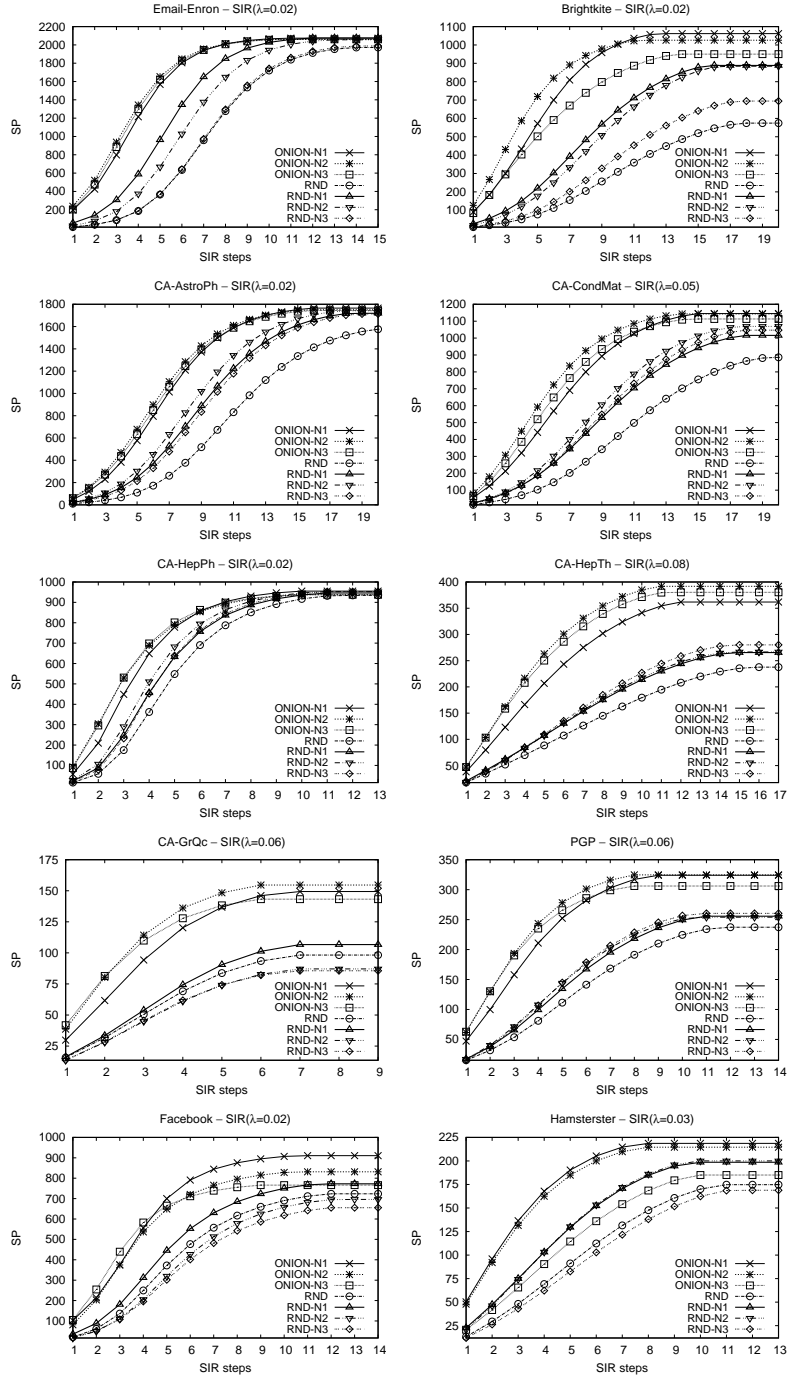 Email-Enron – SIR(λ=0.02)
2200
2000
1800
1600
1400
1200
1000
800
600
400
200
SP
ONION-N1
ONION-N2
ONION-N3
RND
RND-N1
RND-N2
RND-N3
1 2 3 4 5 6 7 8 9 10 11 12 13 14 15
SIR steps
Brightkite – SIR(λ=0.02)
1100
1000
900
800
700
600
500
400
300
200
100
SP
ONION-N1
ONION-N2
ONION-N3
RND
RND-N1
RND-N2
RND-N3
1 3 5 7 9 11 13 15 17 19
SIR steps
CA-AstroPh – SIR(λ=0.02)
1800
1600
1400
1200
1000
800
600
400
200
0
SP
ONION-N1
ONION-N2
ONION-N3
RND
RND-N1
RND-N2
RND-N3
1 3 5 7 9 11 13 15 17 19
SIR steps
CA-CondMat – SIR(λ=0.05)
1200
1100
1000
900
800
700
600
500
400
300
200
100
SP
ONION-N1
ONION-N2
ONION-N3
RND
RND-N1
RND-N2
RND-N3
1 3 5 7 9 11 13 15 17 19
SIR steps
CA-HepPh – SIR(λ=0.02)
1000
900
800
700
600
500
400
300
200
100
SP
ONION-N1
ONION-N2
ONION-N3
RND
RND-N1
RND-N2
RND-N3
1 2 3 4 5 6 7 8 9 10 11 12 13
SIR steps
CA-HepTh – SIR(λ=0.08)
400
350
300
250
200
150
100
50
SP
ONION-N1
ONION-N2
ONION-N3
RND
RND-N1
RND-N2
RND-N3
1 2 3 4 5 6 7 8 9 10 11 12 13 14 15 16 17
SIR steps
CA-GrQc – SIR(λ=0.06)
175
150
125
100
75
50
25
SP
ONION-N1
ONION-N2
ONION-N3
RND
RND-N1
RND-N2
RND-N3
1 2 3 4 5 6 7 8 9
SIR steps
PGP – SIR(λ=0.06)
350
300
250
200
150
100
50
SP
ONION-N1
ONION-N2
ONION-N3
RND
RND-N1
RND-N2
RND-N3
1 2 3 4 5 6 7 8 9 10 11 12 13 14
SIR steps
Facebook – SIR(λ=0.02)
1000
900
800
700
600
500
400
300
200
100
SP
ONION-N1
ONION-N2
ONION-N3
RND
RND-N1
RND-N2
RND-N3
1 2 3 4 5 6 7 8 9 10 11 12 13 14
SIR steps
Hamsterster – SIR(λ=0.03)
225
200
175
150
125
100
75
50
25
SP
ONION-N1
ONION-N2
ONION-N3
RND
RND-N1
RND-N2
RND-N3
1 2 3 4 5 6 7 8 9 10 11 12 13
SIR steps